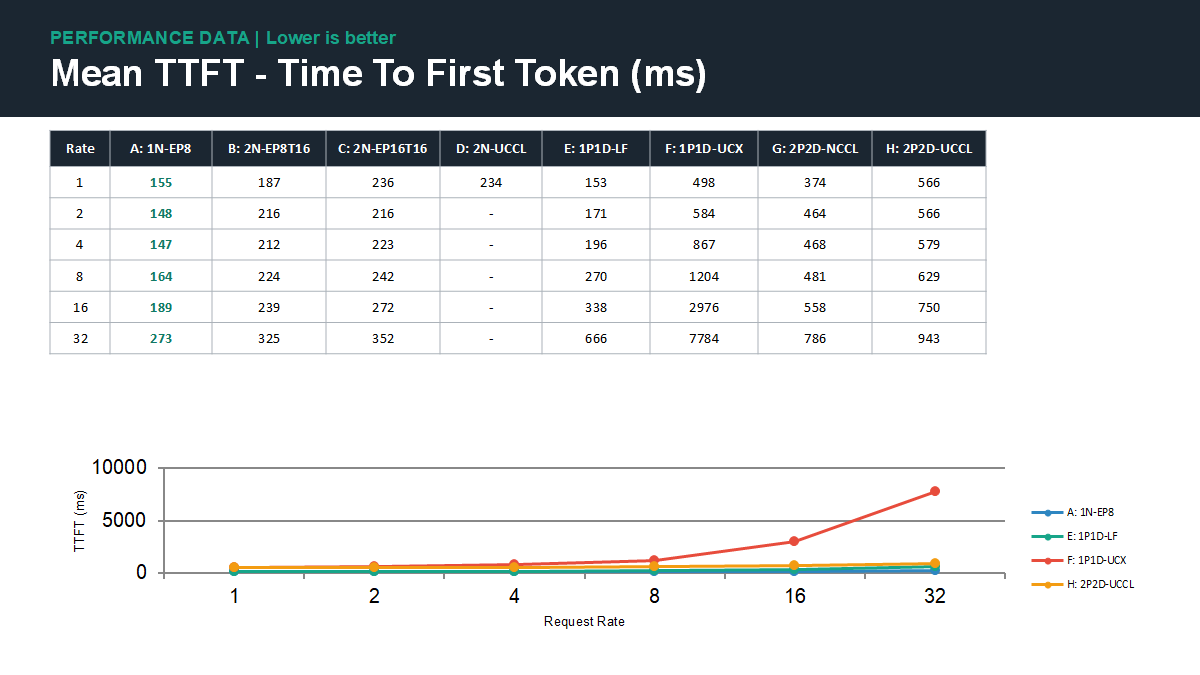 PERFORMANCE DATA | Lower is better
Mean TTFT - Time To First Token (ms)
Rate A: 1N-EP8 B: 2N-EP8T16 C: 2N-EP16T16 D: 2N-UCCL E: 1P1D-LF F: 1P1D-UCX G: 2P2D-NCCL H: 2P2D-UCCL
1 155 187 236 234 153 498 374 566
2 148 216 216 - 171 584 464 566
4 147 212 223 - 196 867 468 579
8 164 224 242 - 270 1204 481 629
16 189 239 272 - 338 2976 558 750
32 273 325 352 - 666 7784 786 943
10000
5000
0
TTFT (ms)
1 2 4 8 16 32
Request Rate
A: 1N-EP8
E: 1P1D-LF
F: 1P1D-UCX
H: 2P2D-UCCL